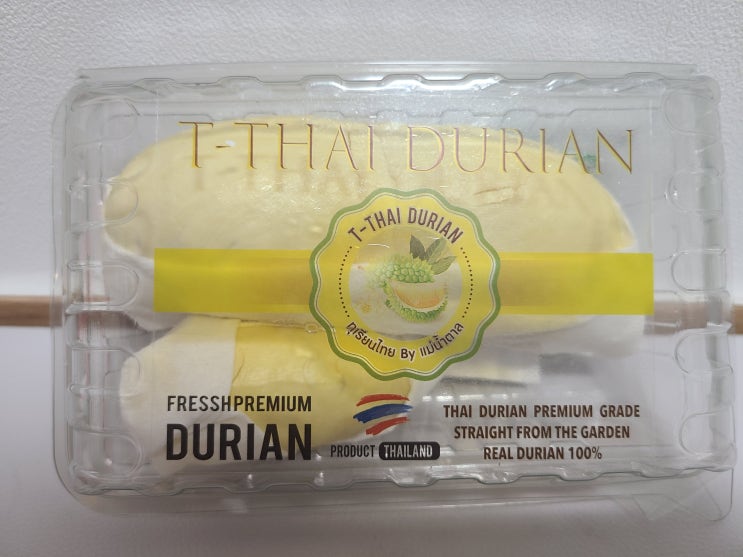 T-THAI DURIAN
T-THAI DURIAN
ทุเรียนไทย By แม่น้ำตาล
FRESSHPREMIUM
DURIAN
PRODUCT THAILAND
THAI DURIAN PREMIUM GRADE
STRAIGHT FROM THE GARDEN
REAL DURIAN 100%